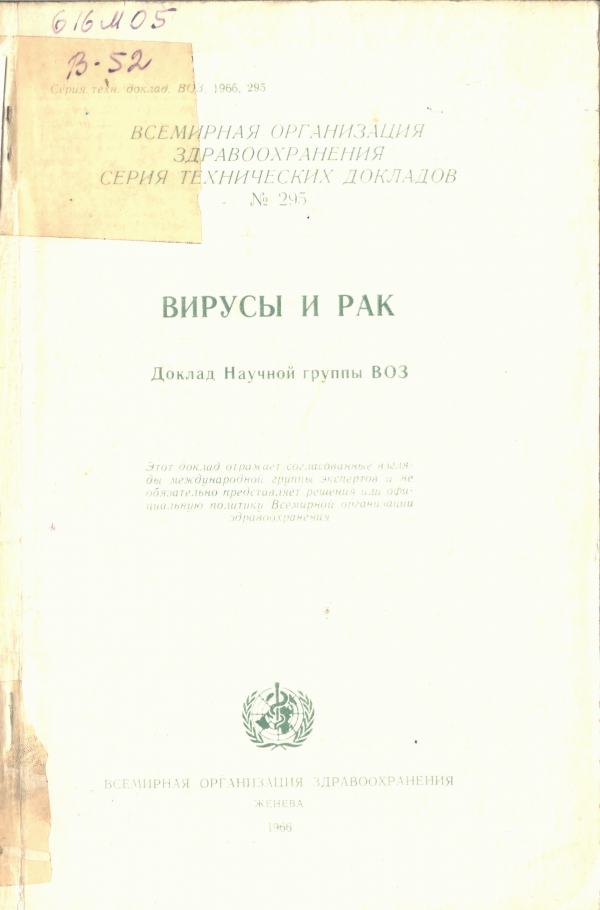 616М05
В-52
Серия техн. доклад. ВОЗ, 1966, 295
ВСЕМИРНАЯ ОРГАНИЗАЦИЯ
ЗДРАВООХРАНЕНИЯ
СЕРИЯ ТЕХНИЧЕСКИХ ДОКЛАДОВ
№ 295
ВИРУСЫ И РАК
Доклад Научной группы ВОЗ
Этот доклад отражает согласованные взгля-
ды международной группы экспертов и не
обязательно представляет решения или офи-
циальную политику Всемирной организации
здравоохранения
ВСЕМИРНАЯ ОРГАНИЗАЦИЯ ЗДРАВООХРАНЕНИЯ
ЖЕНЕВА
1966